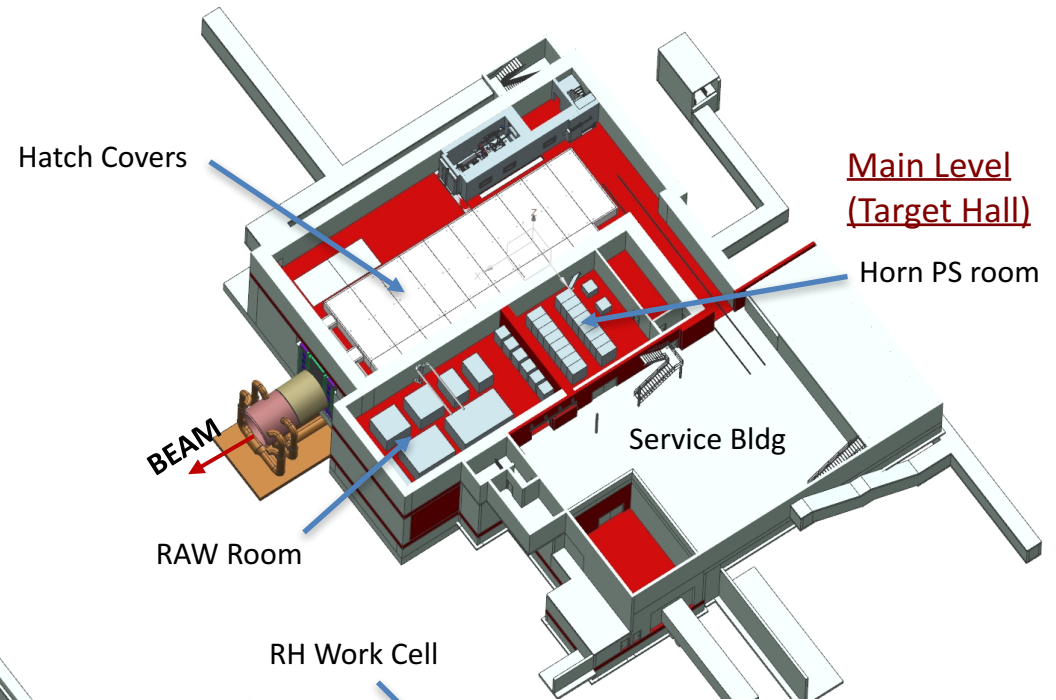 Hatch Covers
Main Level
(Target Hall)
Horn PS room
Service Bldg
BEAM
RAW Room
RH Work Cell